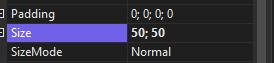 Padding 0; 0; 0; 0
Size 50; 50
SizeMode Normal